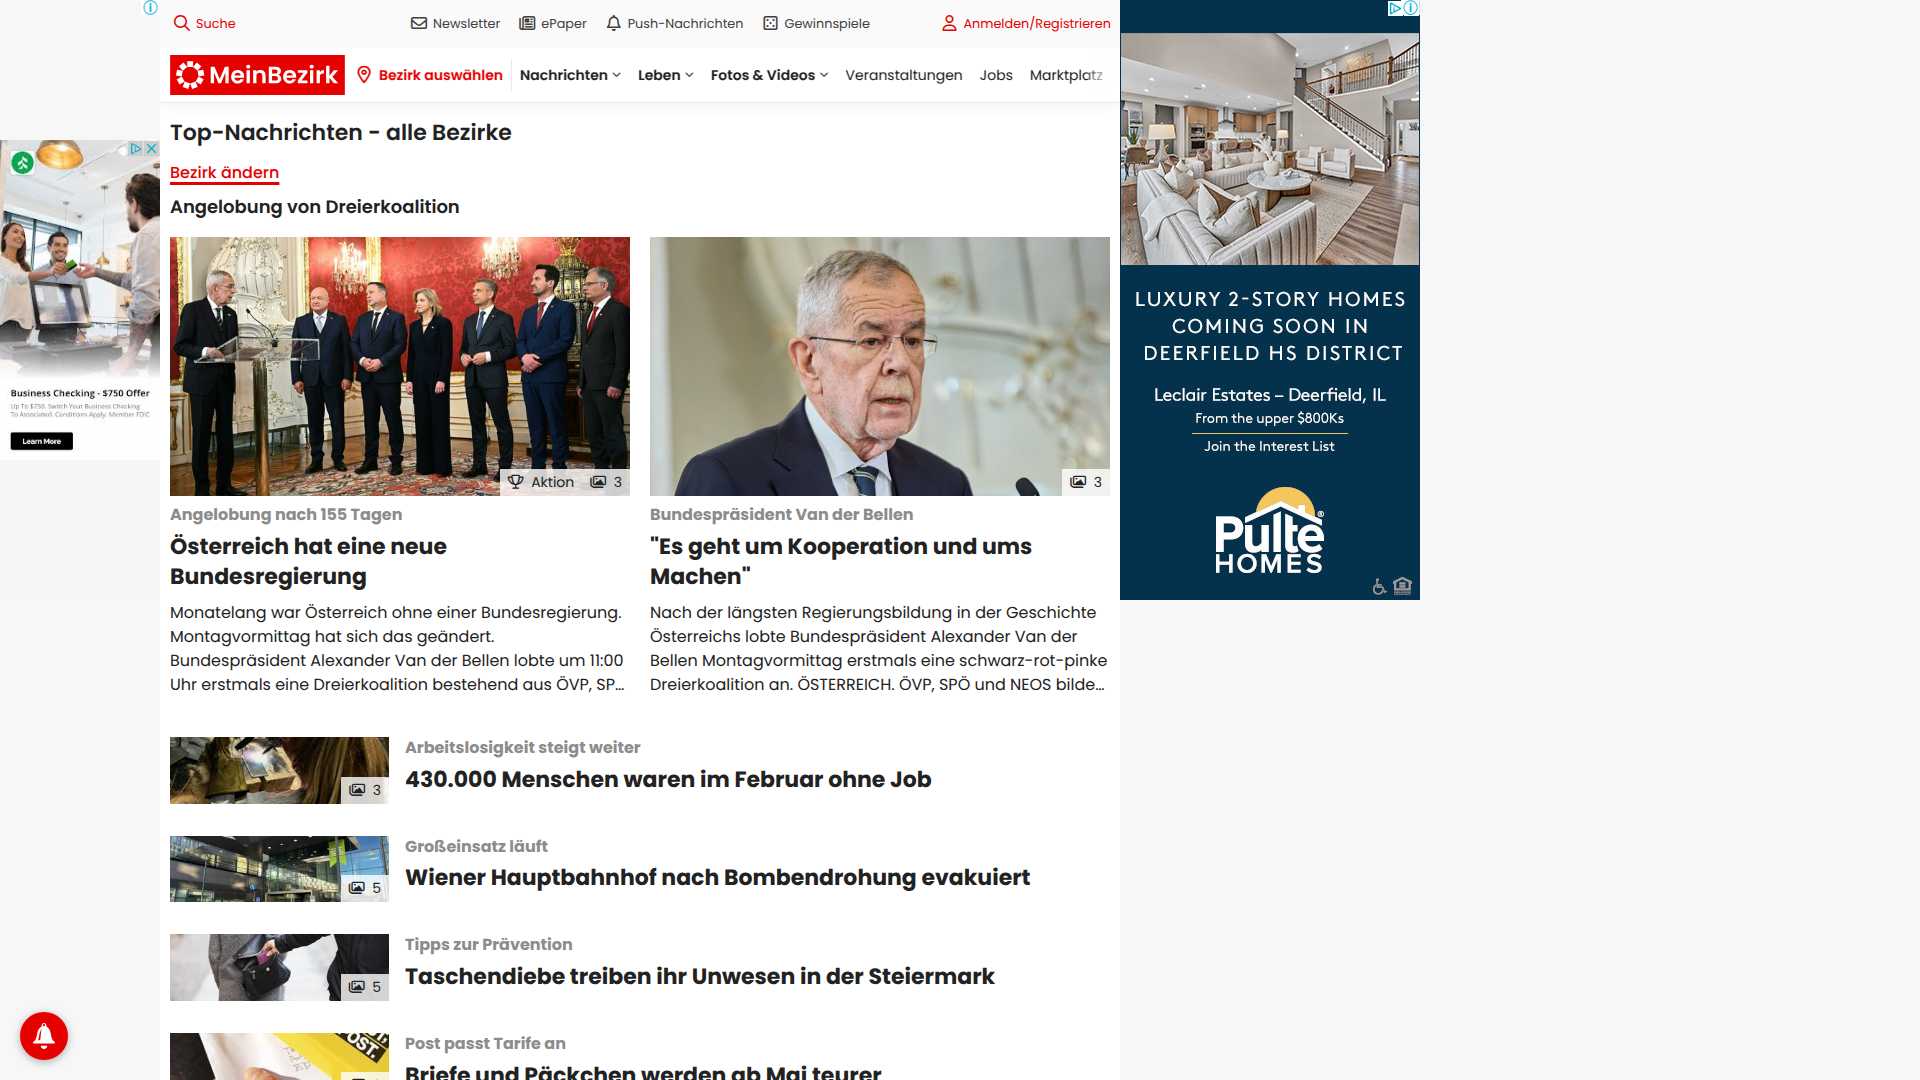 Suche
Newsletter
ePaper
Push-Nachrichten
Gewinnspiele
Anmelden/Registrieren
MeinBezirk
Bezirk auswählen
Nachrichten
Leben
Fotos & Videos
Veranstaltungen
Jobs
Marktplatz
Top-Nachrichten - alle Bezirke
Bezirk ändern
Angelobung von Dreierkoalition
Aktion
3
Angelobung nach 155 Tagen
Österreich hat eine neue
Bundesregierung
Monatelang war Österreich ohne einer Bundesregierung.
Montagvormittag hat sich das geändert.
Bundespräsident Alexander Van der Bellen lobte um 11:00
Uhr erstmals eine Dreierkoalition bestehend aus ÖVP, SP...
3
Bundespräsident Van der Bellen
"Es geht um Kooperation und ums
Machen"
Nach der längsten Regierungsbildung in der Geschichte
Österreichs lobte Bundespräsident Alexander Van der
Bellen Montagvormittag erstmals eine schwarz-rot-pinke
Dreierkoalition an. ÖSTERREICH. ÖVP, SPÖ und NEOS bilde...
3
Arbeitslosigkeit steigt weiter
430.000 Menschen waren im Februar ohne Job
5
Großeinsatz läuft
Wiener Hauptbahnhof nach Bombendrohung evakuiert
5
Tipps zur Prävention
Taschendiebe treiben ihr Unwesen in der Steiermark
OST.
Post passt Tarife an
Briefe und Päckchen werden ab Mai teurer
Business Checking - $750 Offer
Up To $750. Switch Your Business Checking
To Associated. Conditions Apply. Member FDIC
Learn More
LUXURY 2-STORY HOMES
COMING SOON IN
DEERFIELD HS DISTRICT
Leclair Estates – Deerfield, IL
From the upper $800Ks
Join the Interest List
Pulte
HOMES